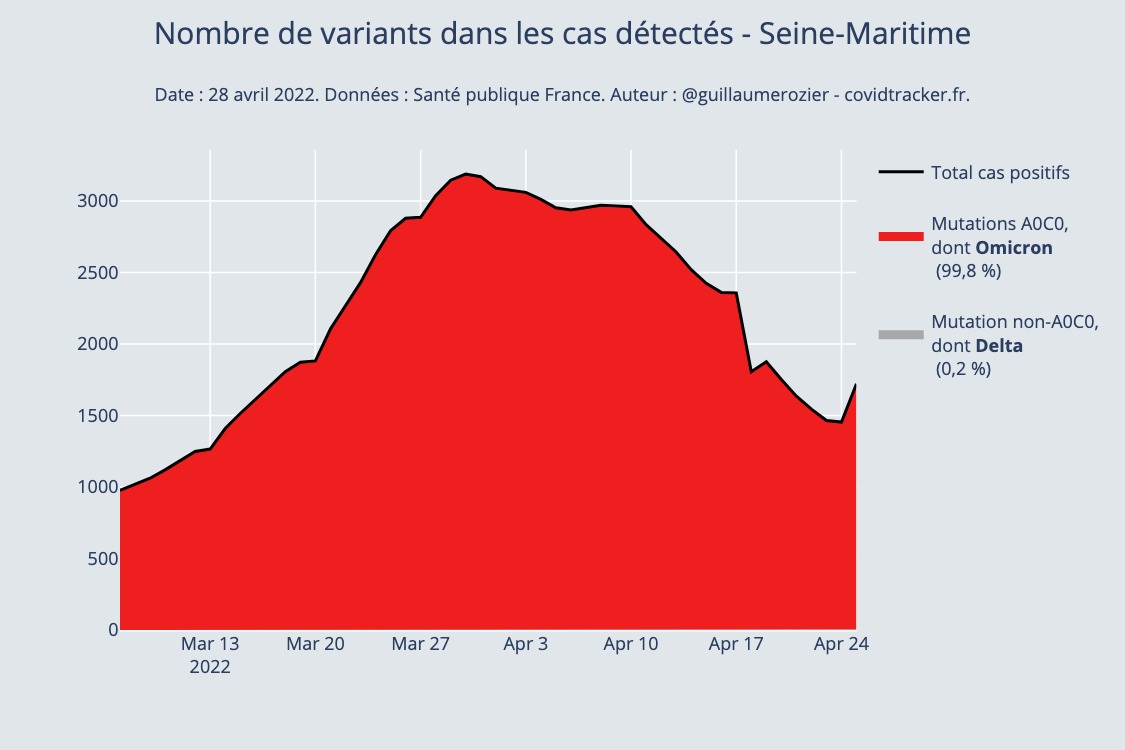 Nombre de variants dans les cas détectés - Seine-Maritime
Date : 28 avril 2022. Données : Santé publique France. Auteur : @guillaumerozier - covidtracker.fr.
Total cas positifs
Mutations A0C0,
dont Omicron
(99,8 %)
Mutation non-A0C0,
dont Delta
(0,2 %)
3000
2500
2000
1500
1000
500
0
Mar 13 Mar 20 Mar 27 Apr 3 Apr 10 Apr 17 Apr 24
2022